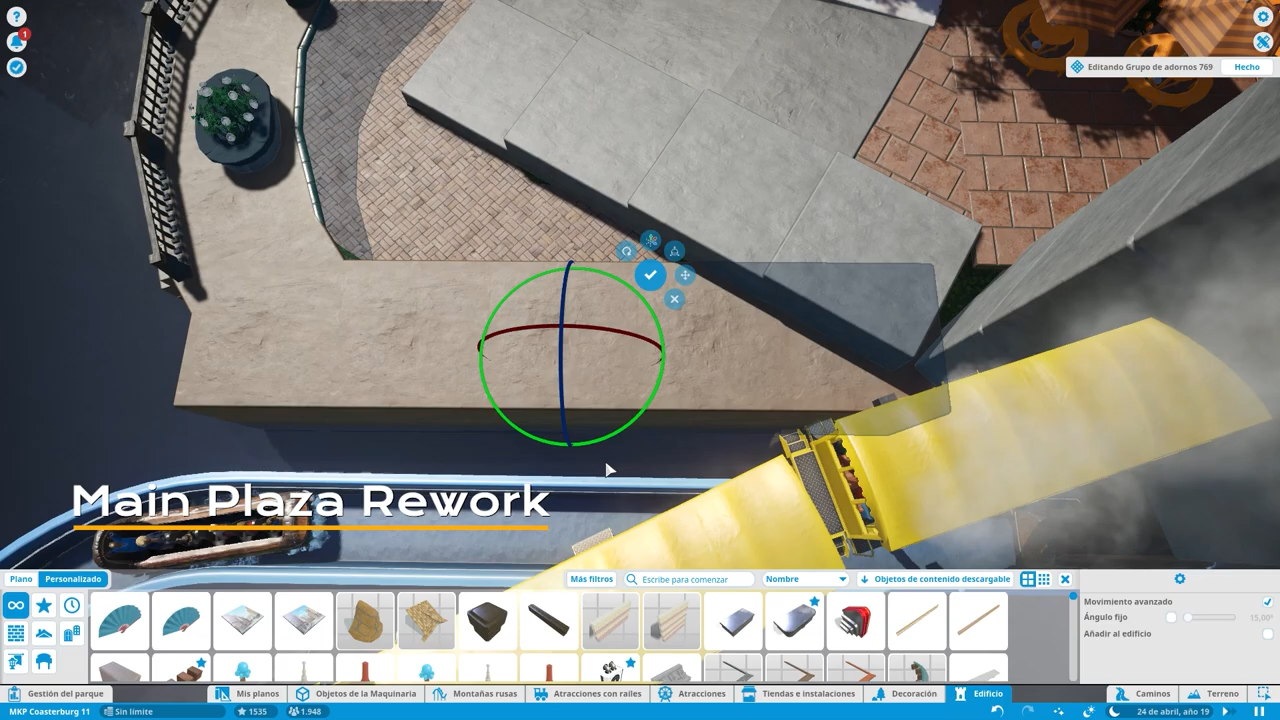 1
Editando Grupo de adornos 769
Hecho
Main Plaza Rework
Plano
Personalizado
Más filtros
Escribe para comenzar
Nombre
Objetos de contenido descargable
Movimiento avanzado
Ángulo fijo
15,00°
Añadir al edificio
Gestión del parque
Mis planos
Objetos de la Maquinaria
Montañas rusas
Atracciones con raíles
Atracciones
Tiendas e instalaciones
Decoración
Edificio
Caminos
Terreno
MKP Coasterburg 11
Sin límite
1535
1.948
24 de abril, año 19